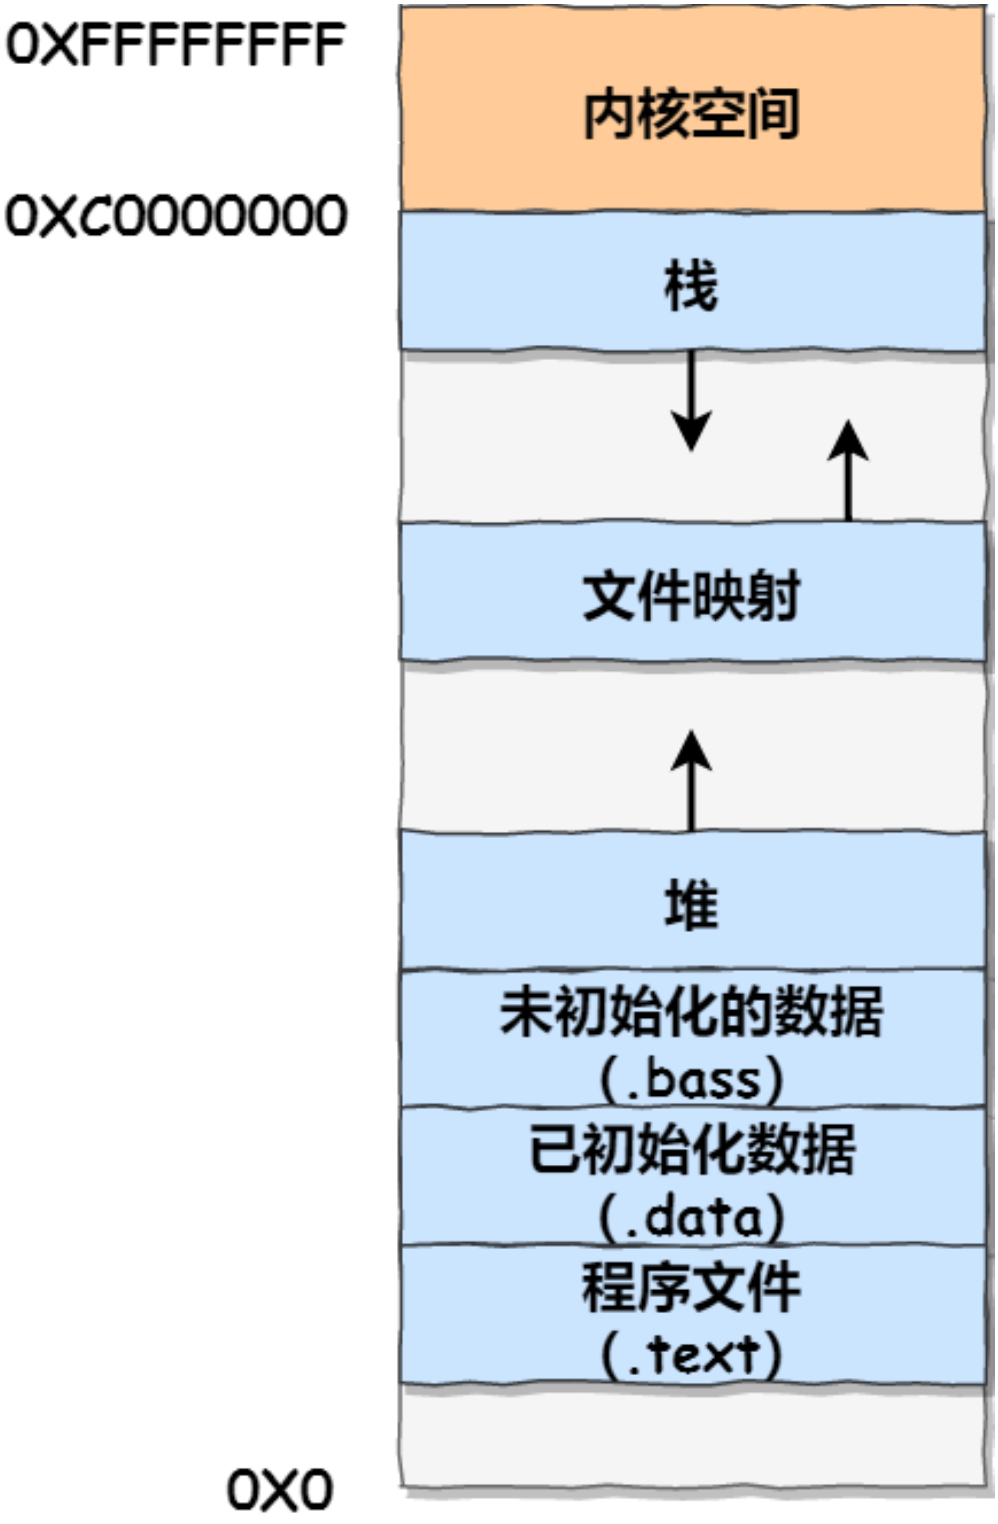 0XFFFFFFFF
内核空间
0XC0000000
栈
文件映射
堆
未初始化的数据
(.bass)
已初始化数据
(.data)
程序文件
(.text)
0X0